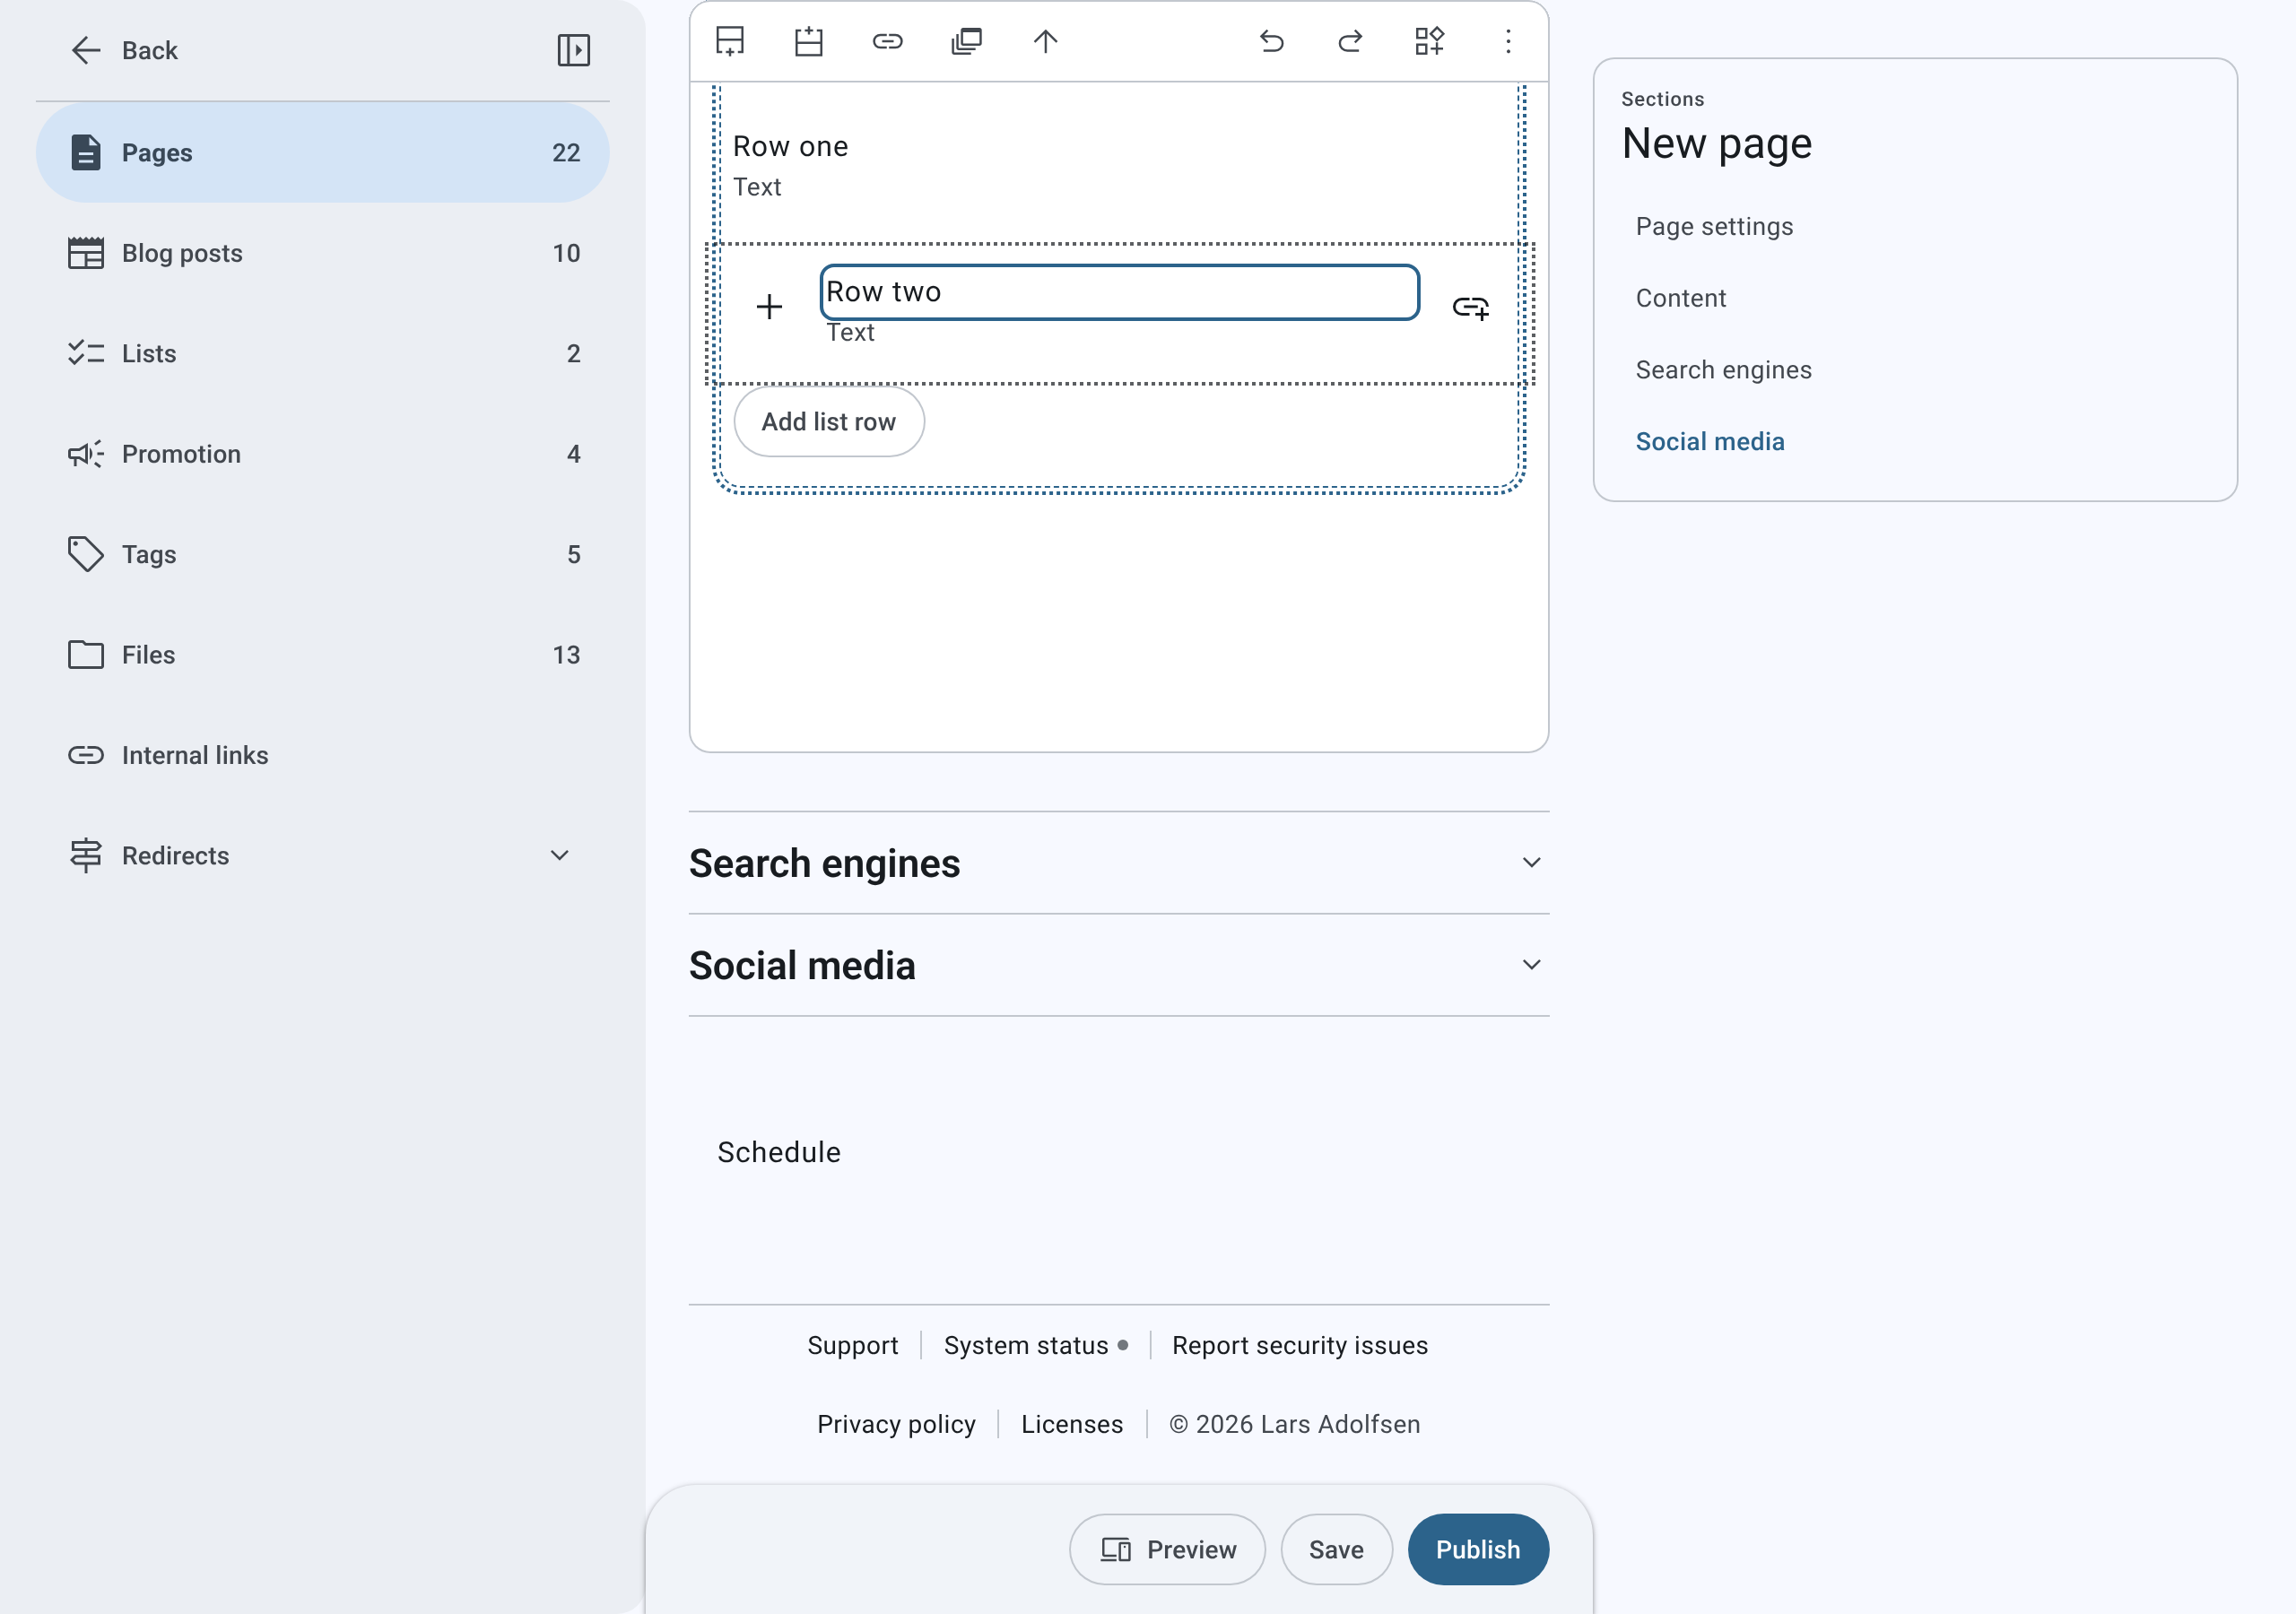 Back
Pages 22
Blog posts 10
Lists 2
Promotion 4
Tags 5
Files 13
Internal links
Redirects
Row one
Text
Row two
Text
Add list row
Search engines
Social media
Schedule
Support
System status
Report security issues
Privacy policy
Licenses
© 2026 Lars Adolfsen
Preview
Save
Publish
Sections
New page
Page settings
Content
Search engines
Social media